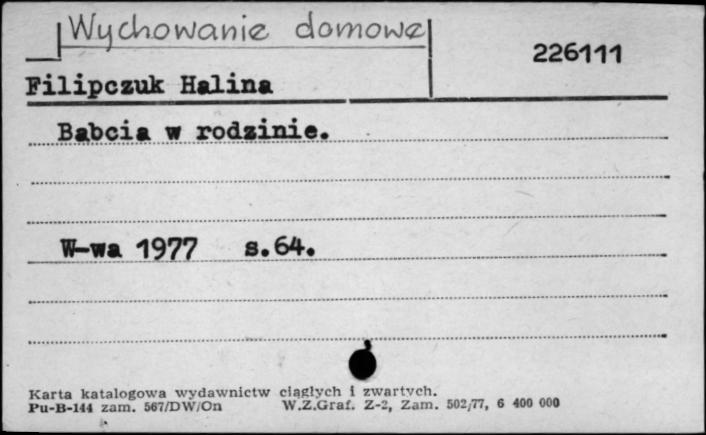 Wychowanie domowe
226111
Filipczuk Halina
Babcia w rodzinie.
W-wa 1977 s.64.
Karta katalogowa wydawnictw ciągłych i zwartych.
Pu-B-144 zam. 567/DW/On W.Z.Graf. Z-2, Zam. 502/77, 6 400 000